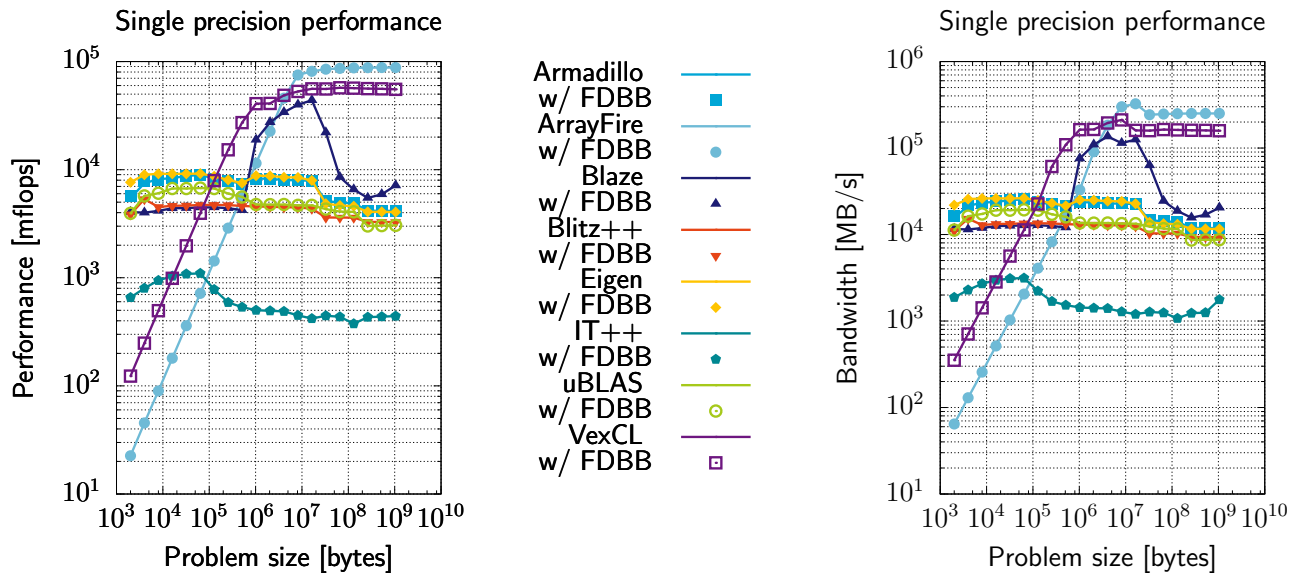 Single precision performance
10^5
10^4
10^3
10^2
10^1
Performance [mflops]
10^3 10^4 10^5 10^6 10^7 10^8 10^9 10^10
Problem size [bytes]
Armadillo
w/ FDBB
ArrayFire
w/ FDBB
Blaze
w/ FDBB
Blitz++
w/ FDBB
Eigen
w/ FDBB
IT++
w/ FDBB
uBLAS
w/ FDBB
VexCL
w/ FDBB
Single precision performance
10^6
10^5
10^4
10^3
10^2
10^1
Bandwidth [MB/s]
10^3 10^4 10^5 10^6 10^7 10^8 10^9 10^10
Problem size [bytes]